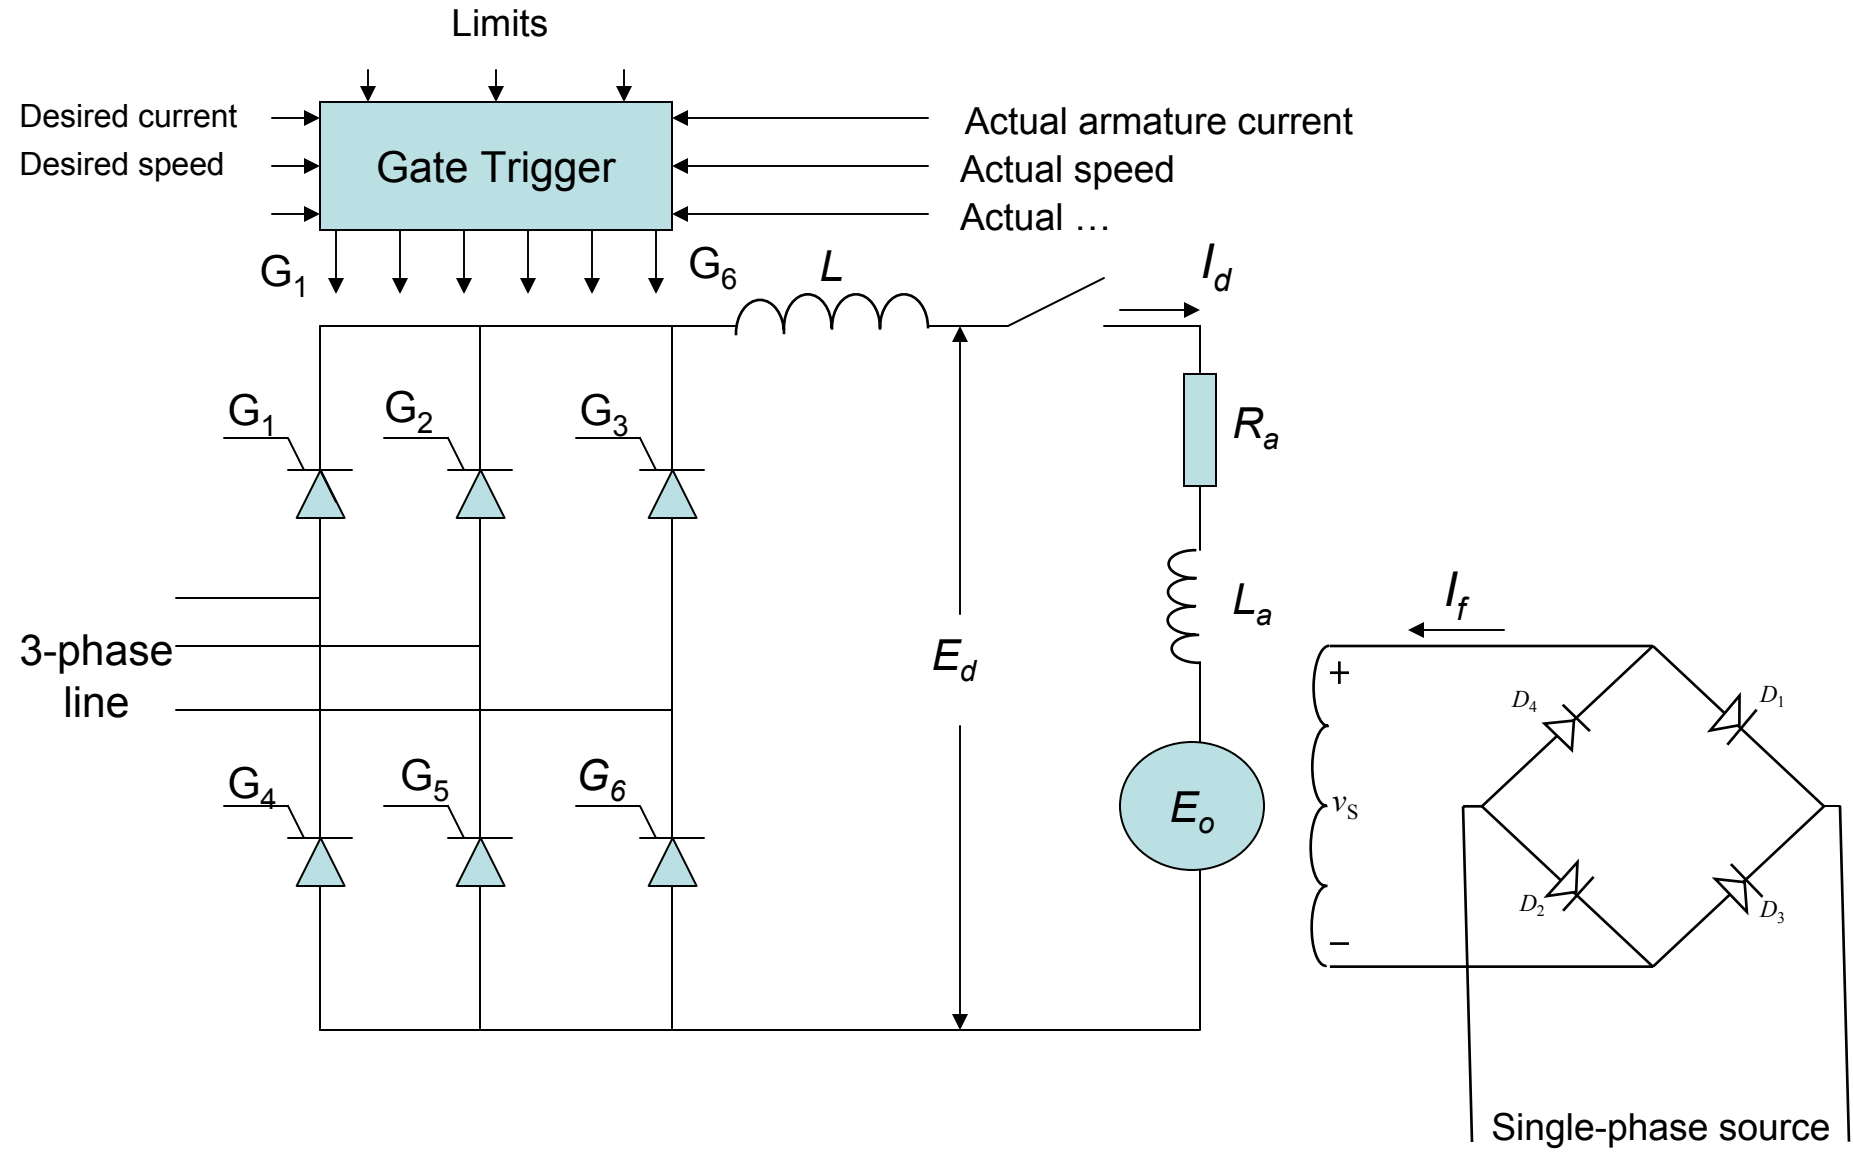 Limits
Desired current
Desired speed
Gate Trigger
Actual armature current
Actual speed
Actual …
G1
G6
L
Id
G1
G2
G3
Ra
La
If
3-phase
line
Ed
+
D4
D1
G4
G5
G6
Eo
vS
D2
D3
–
Single-phase source